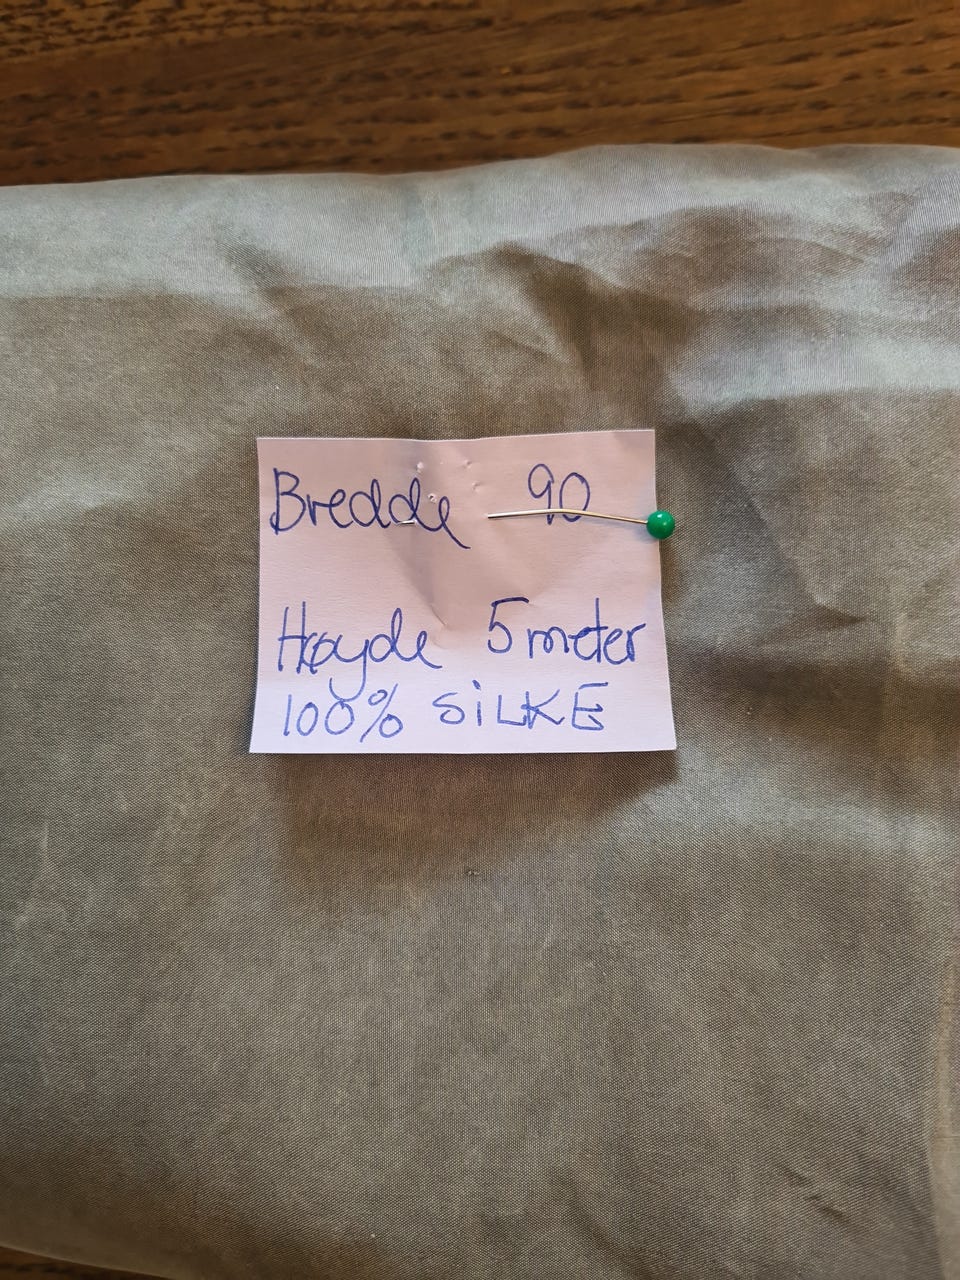 Bredde 90
Høyde 5 meter
100% SiLKE